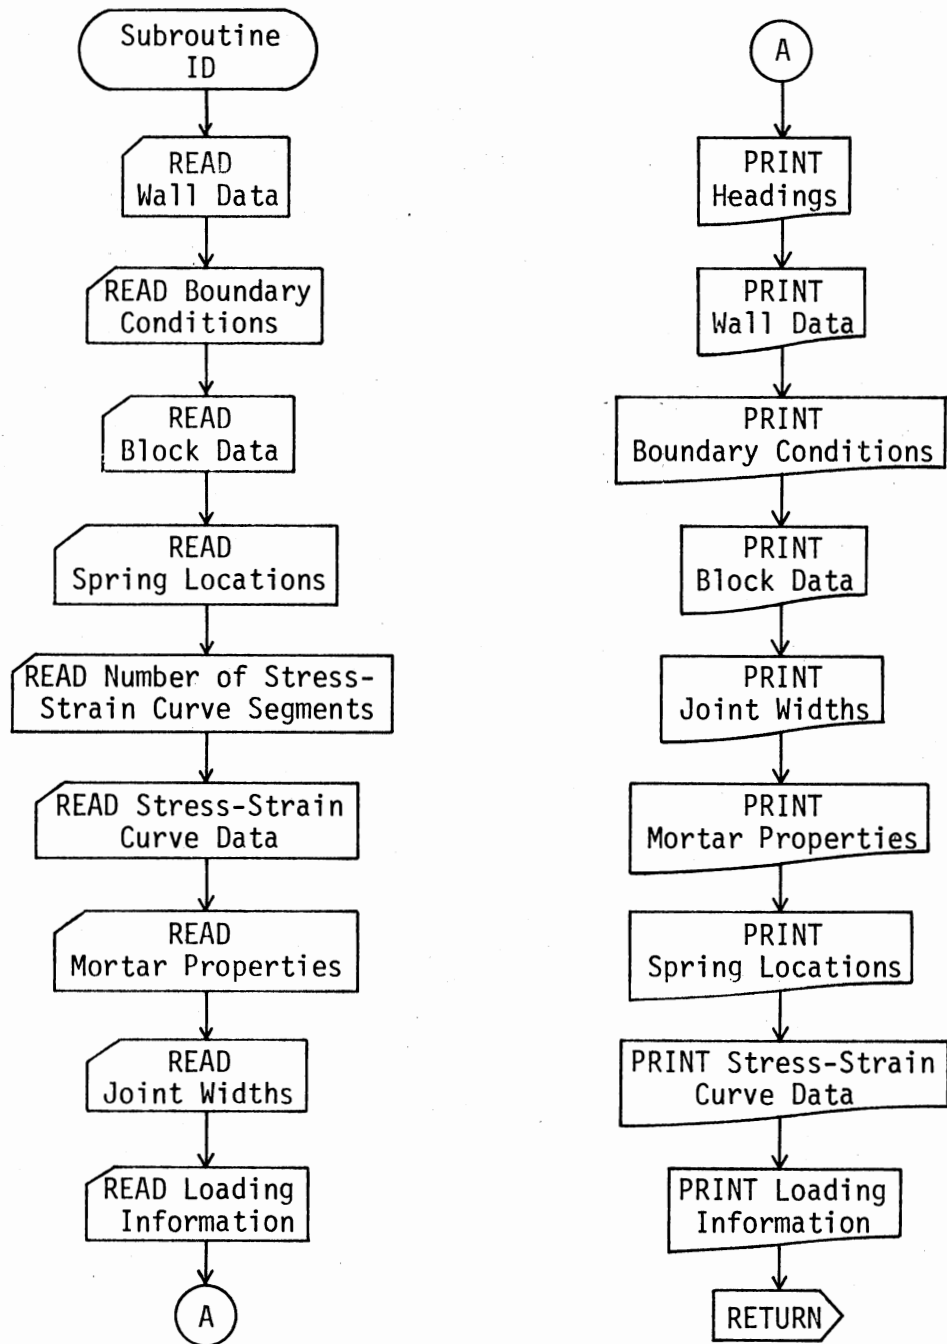 Subroutine
ID
READ
Wall Data
READ Boundary
Conditions
READ
Block Data
READ
Spring Locations
READ Number of Stress-
Strain Curve Segments
READ Stress-Strain
Curve Data
READ
Mortar Properties
READ
Joint Widths
READ Loading
Information
A
A
PRINT
Headings
PRINT
Wall Data
PRINT
Boundary Conditions
PRINT
Block Data
PRINT
Joint Widths
PRINT
Mortar Properties
PRINT
Spring Locations
PRINT Stress-Strain
Curve Data
PRINT Loading
Information
RETURN